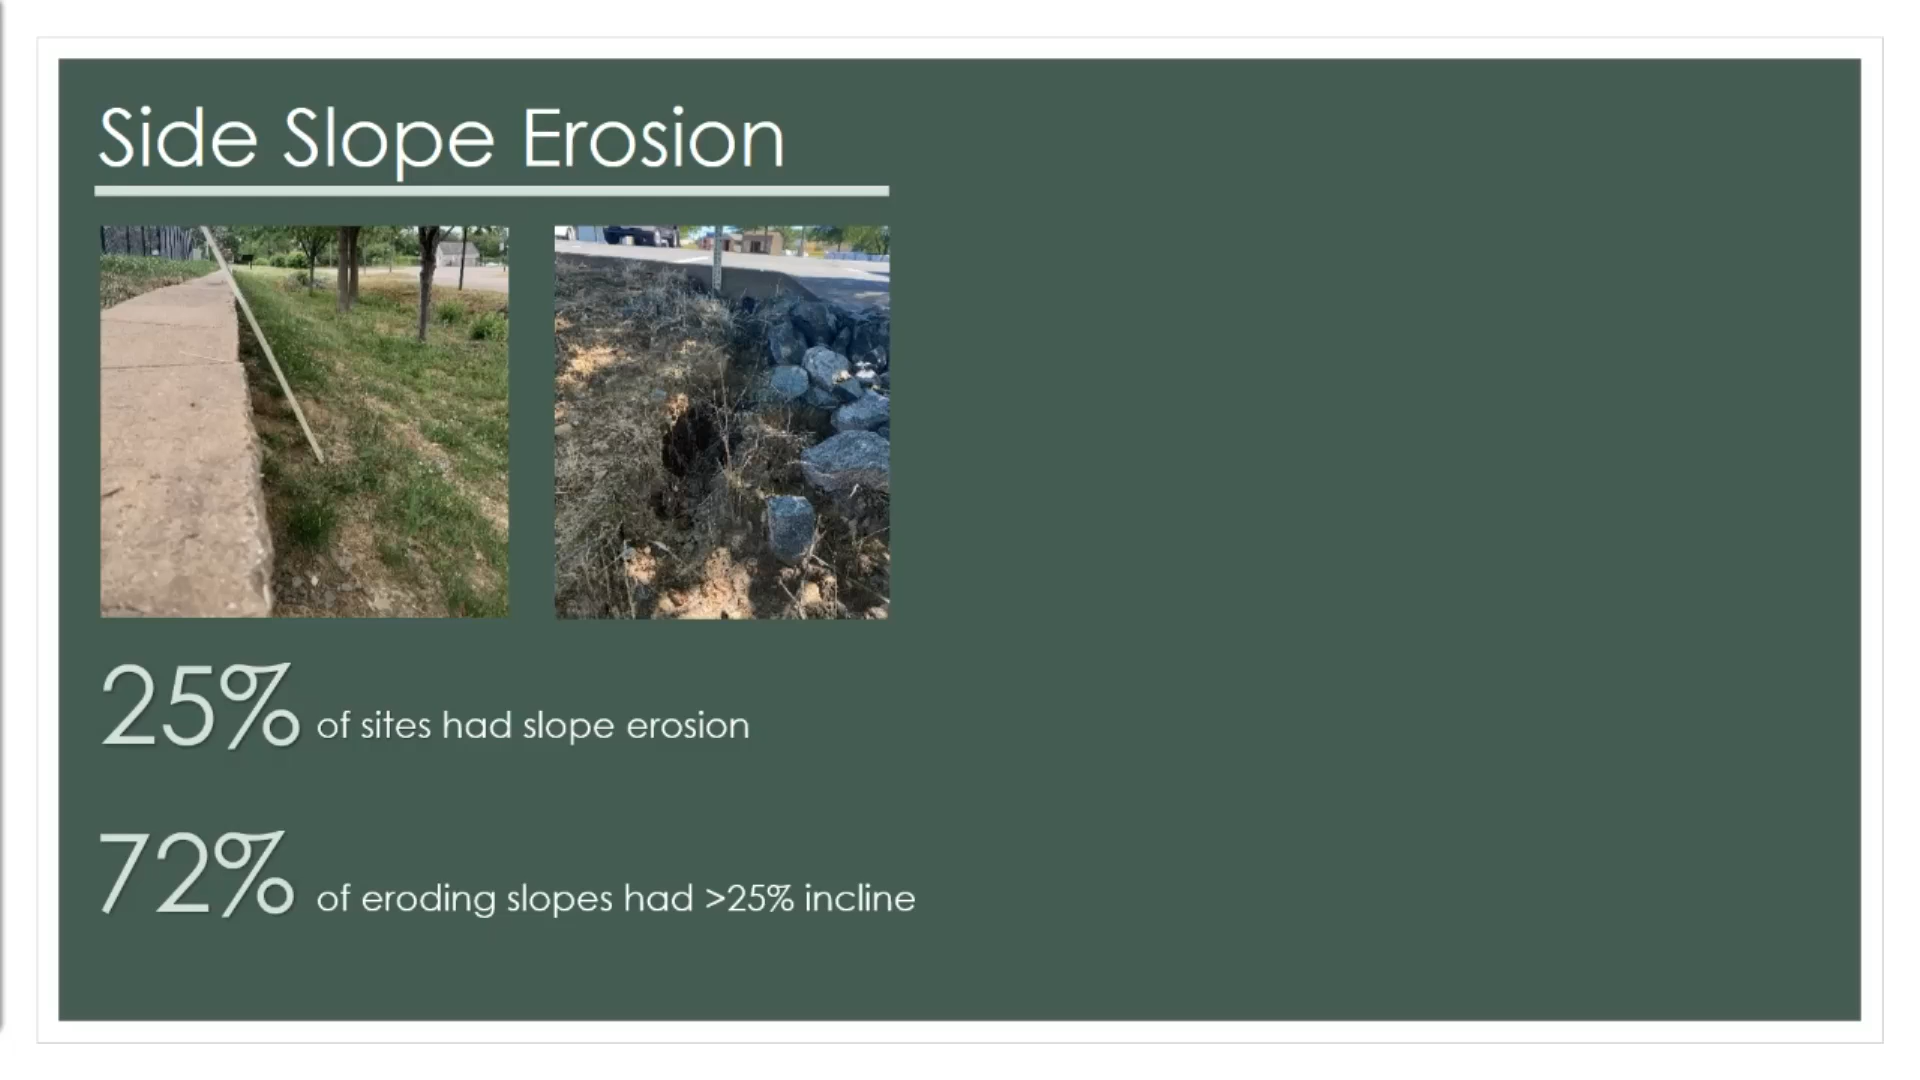 Side Slope Erosion
25% of sites had slope erosion
72% of eroding slopes had >25% incline